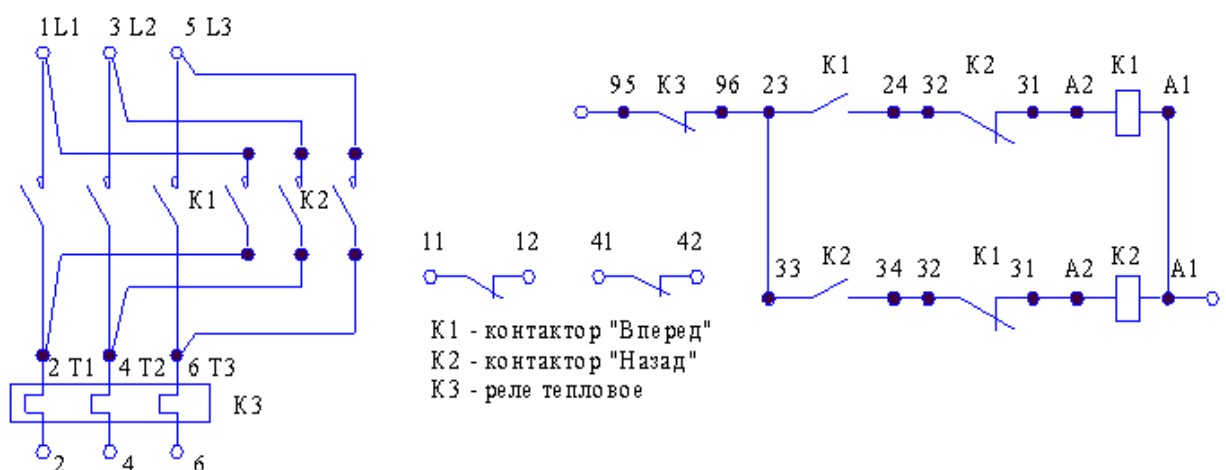 1L1 3 L2 5 L3
K1 K2
95 K3 96 23 K1 24 32 K2 31 A2 K1 A1
11 12 41 42
33 K2 34 32 K1 31 A2 K2 A1
K1 - контактор "Вперед"
K2 - контактор "Назад"
K3 - реле тепловое
2 T1 4 T2 6 T3
K3
2 4 6